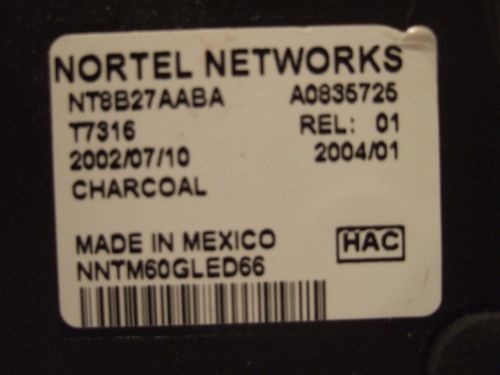 NORTEL NETWORKS
NT8B27AABA A0835725
T7316 REL: 01
2002/07/10 2004/01
CHARCOAL
MADE IN MEXICO HAC
NNTM60GLED66